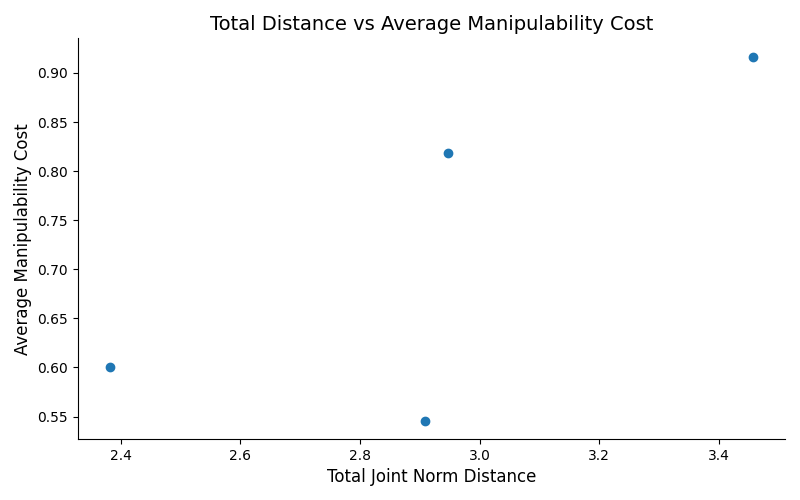 Total Distance vs Average Manipulability Cost
Average Manipulability Cost
0.90
0.85
0.80
0.75
0.70
0.65
0.60
0.55
2.4 2.6 2.8 3.0 3.2 3.4
Total Joint Norm Distance